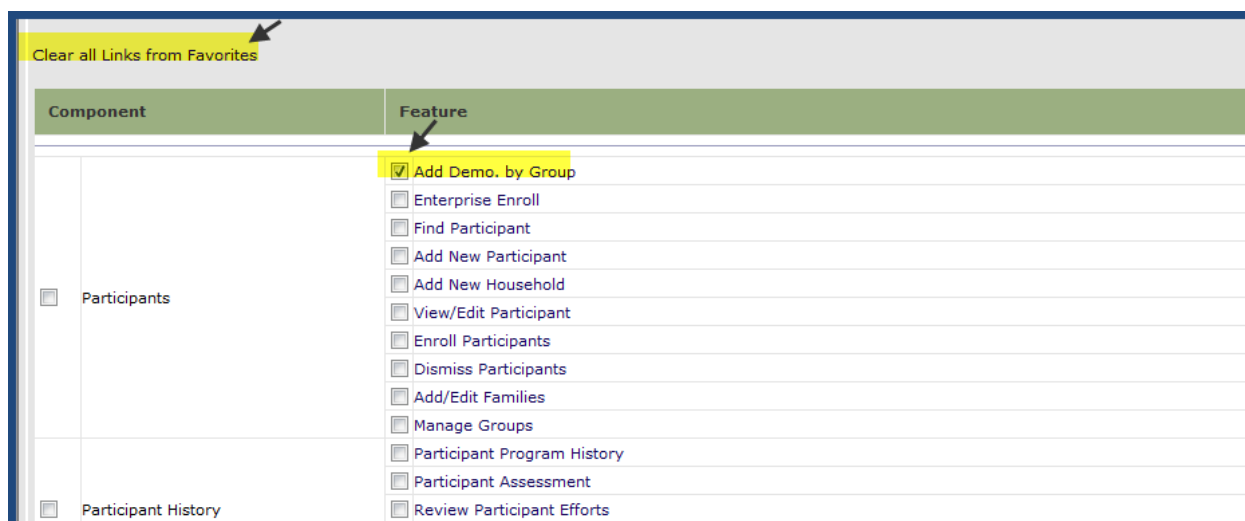 Clear all Links from Favorites
Component Feature
Add Demo. by Group
Enterprise Enroll
Find Participant
Add New Participant
Add New Household
Participants
View/Edit Participant
Enroll Participants
Dismiss Participants
Add/Edit Families
Manage Groups
Participant Program History
Participant Assessment
Participant History Review Participant Efforts